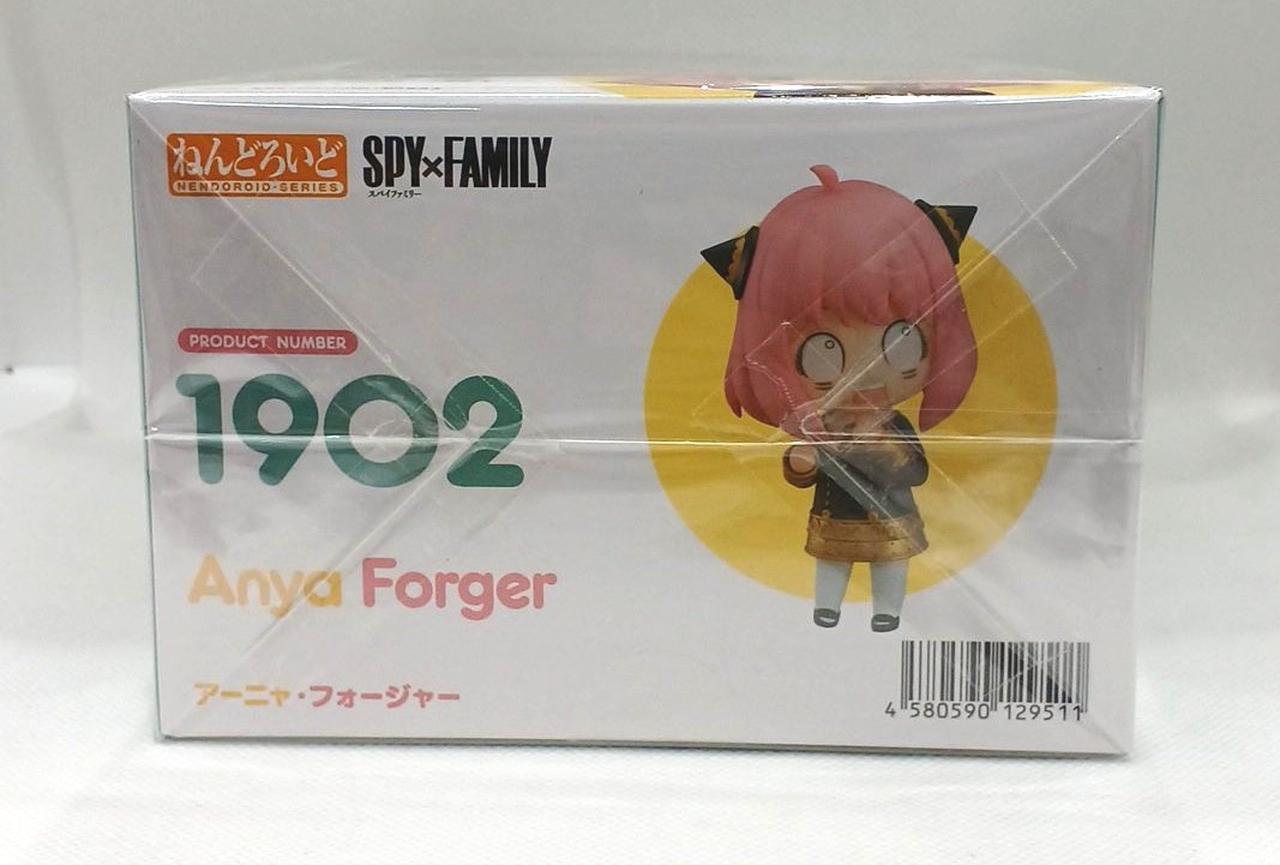 ねんどろいど
NENDOROID·SERIES
SPY×FAMILY
スパイファミリー
PRODUCT NUMBER
1902
Anya Forger
アーニャ・フォージャー
4 580590 129511